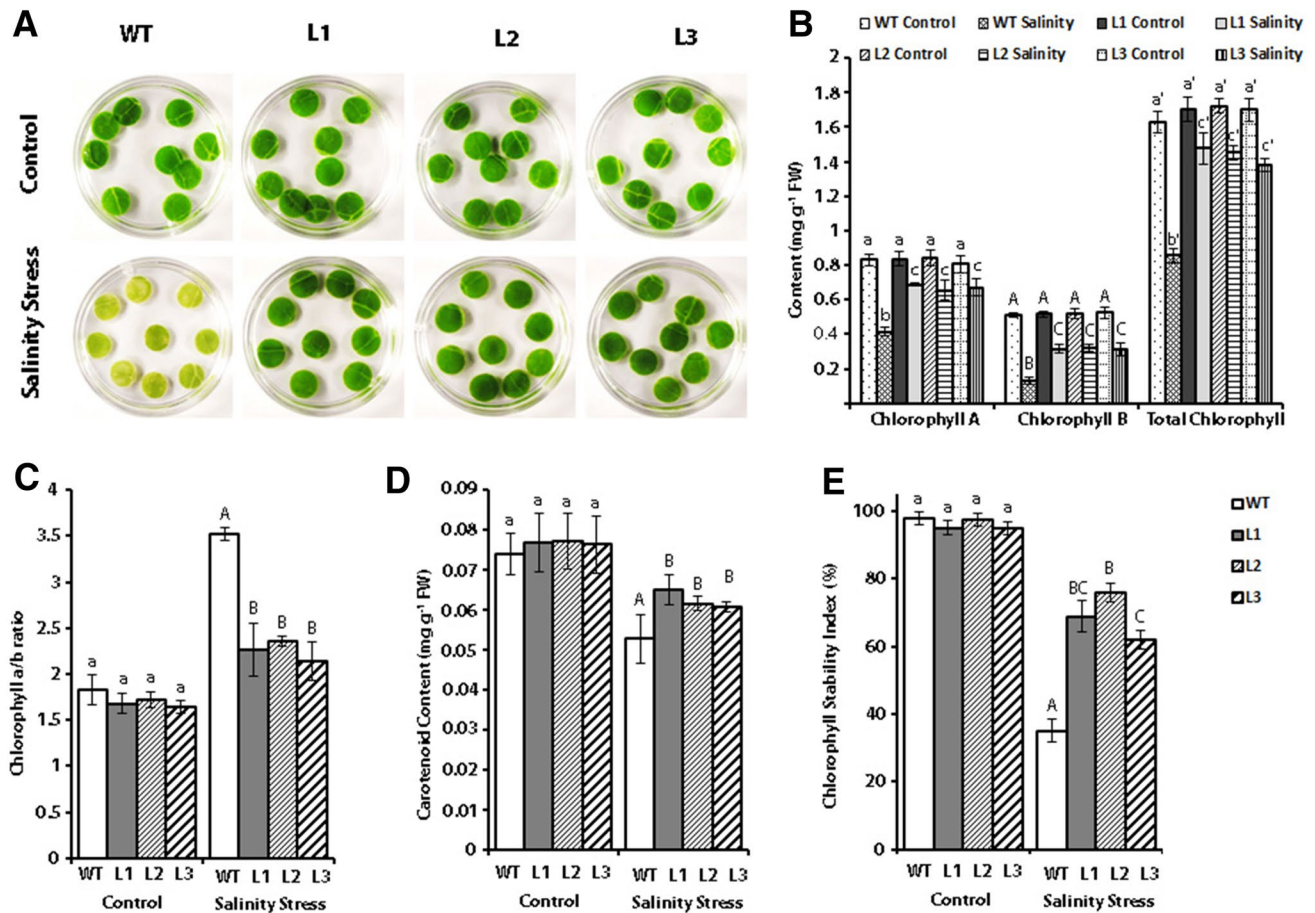 A
WT L1 L2 L3
Control
Salinity Stress
B
WT Control WT Salinity L1 Control L1 Salinity
L2 Control L2 Salinity L3 Control L3 Salinity
Content (mg g⁻¹ FW)
2
1.8
1.6
1.4
1.2
1
0.8
0.6
0.4
0.2
a b a c a c a c
A B A C A C A C
a' b' a' c' a' c' a' c'
Chlorophyll A Chlorophyll B Total Chlorophyll
C
Chlorophyll a/b ratio
4
3.5
3
2.5
2
1.5
1
0.5
0
a a a a A B B B
WT L1 L2 L3 WT L1 L2 L3
Control Salinity Stress
D
Carotenoid Content (mg g⁻¹ FW)
0.09
0.08
0.07
0.06
0.05
0.04
0.03
0.02
0.01
0
a a a a A B B B
WT L1 L2 L3 WT L1 L2 L3
Control Salinity Stress
E
Chlorophyll Stability Index (%)
100
80
60
40
20
0
a a a a A BC B C
WT L1 L2 L3 WT L1 L2 L3
Control Salinity Stress
WT
L1
L2
L3